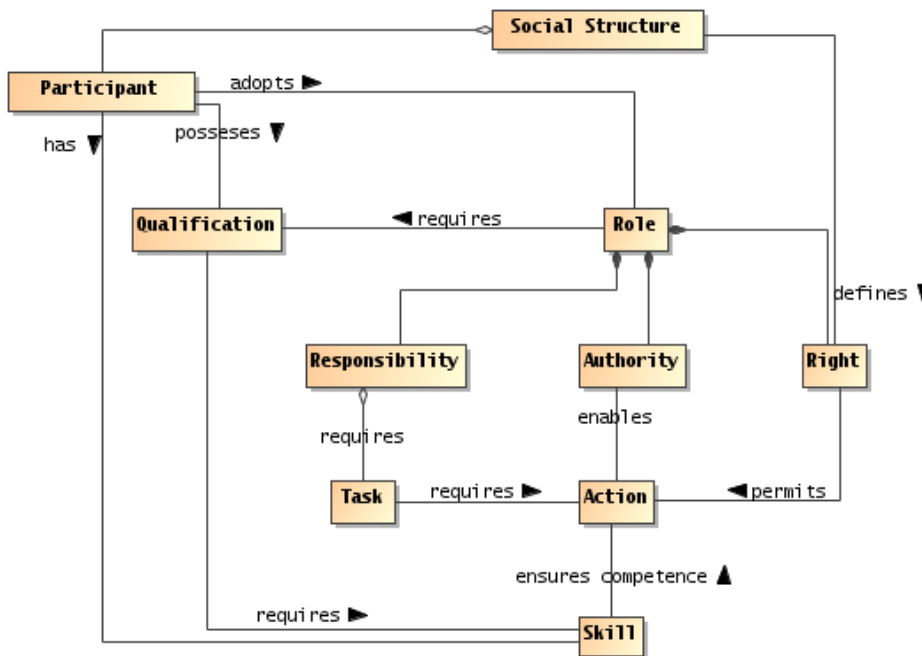 Social Structure
Participant
adopts ►
has ▼
posseses ▼
Qualification
◄ requires
Role
defines ▼
Responsibility
Authority
Right
requires
enables
Task
requires ►
Action
◄ permits
ensures competence ▲
requires ►
Skill